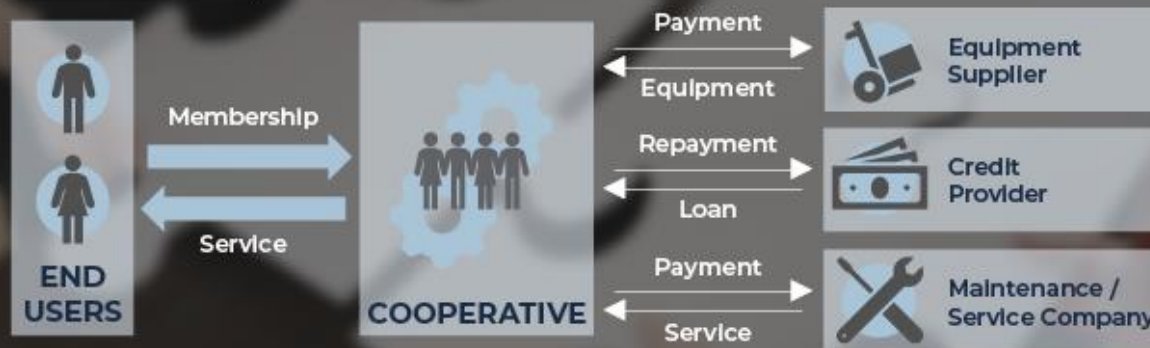 Membership
Service
END
USERS
COOPERATIVE
Payment
Equipment
Equipment
Supplier
Repayment
Loan
Credit
Provider
Payment
Service
Maintenance /
Service Company